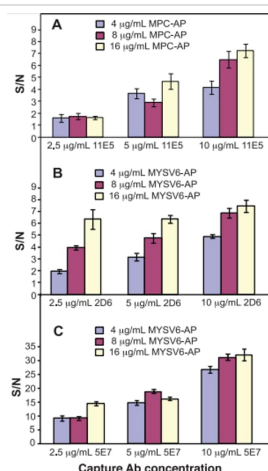 A
4 μg/mL MPC-AP
8 μg/mL MPC-AP
16 μg/mL MPC-AP
S/N
9
8
7
6
5
4
3
2
1
0
2.5 μg/mL 11E5 5 μg/mL 11E5 10 μg/mL 11E5
B
4 μg/mL MYSV6-AP
8 μg/mL MYSV6-AP
16 μg/mL MYSV6-AP
S/N
9
8
7
6
5
4
3
2
1
0
2.5 μg/mL 2D6 5 μg/mL 2D6 10 μg/mL 2D6
C
4 μg/mL MYSV6-AP
8 μg/mL MYSV6-AP
16 μg/mL MYSV6-AP
S/N
35
30
25
20
15
10
5
0
2.5 μg/mL 5E7 5 μg/mL 5E7 10 μg/mL 5E7
Capture Ab concentration